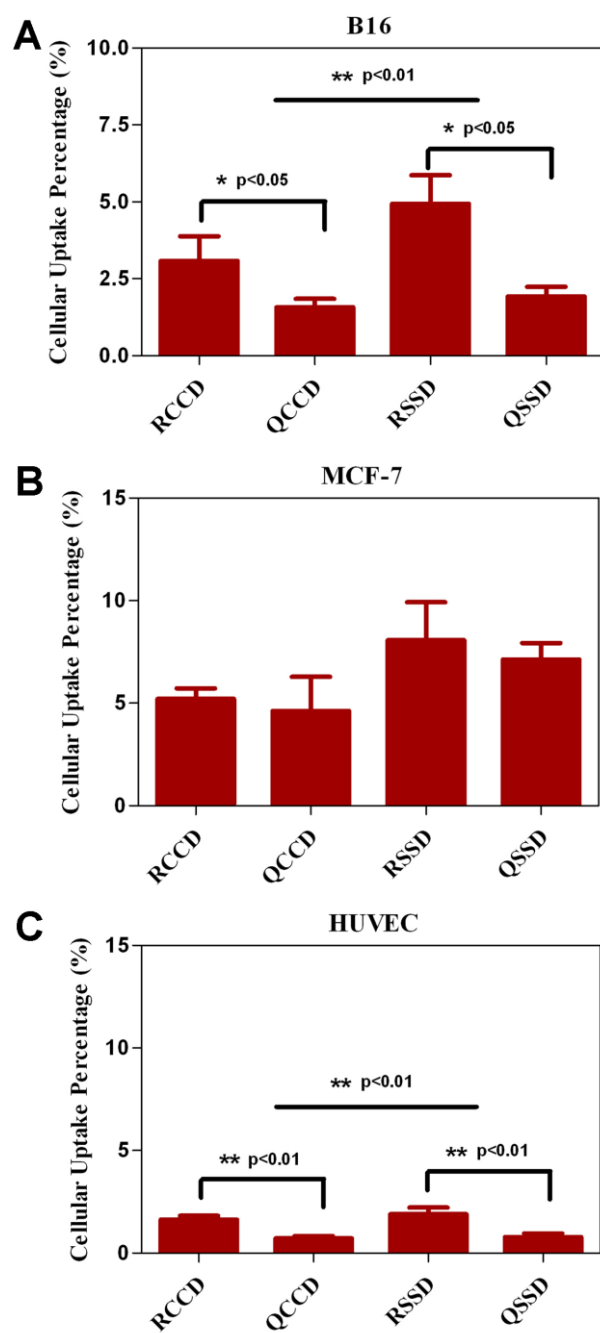 A
B16
Cellular Uptake Percentage (%)
10.0
7.5
5.0
2.5
0.0
** p<0.01
* p<0.05
* p<0.05
RCCD QCCD RSSD QSSD
B
MCF-7
Cellular Uptake Percentage (%)
15
10
5
0
RCCD QCCD RSSD QSSD
C
HUVEC
Cellular Uptake Percentage (%)
15
10
5
0
** p<0.01
** p<0.01
** p<0.01
RCCD QCCD RSSD QSSD